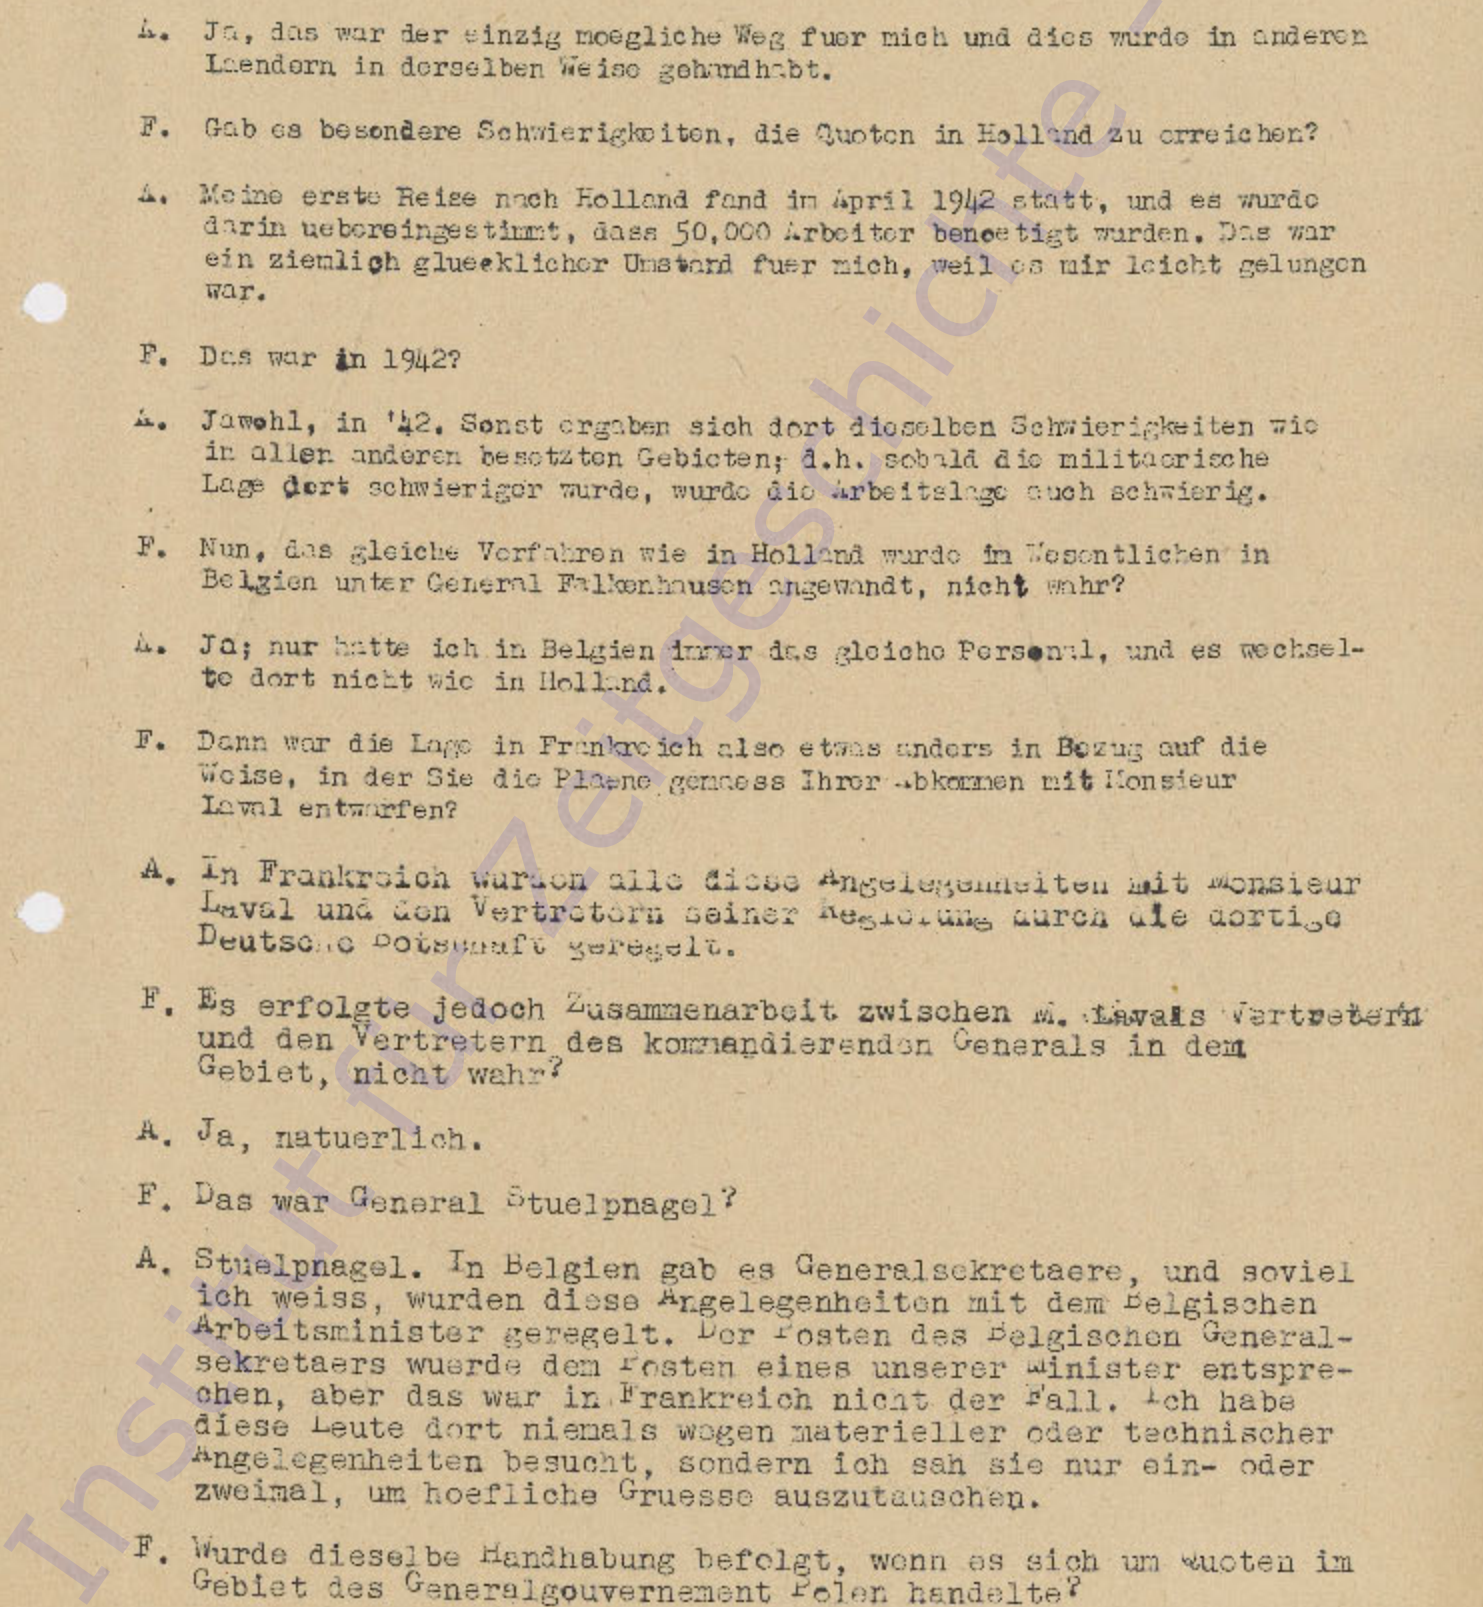 A. Ja, das war der einzig moegliche Weg fuer mich und dies wurde in anderen
Laendern in derselben Weise gehandhabt.
F. Gab es besondere Schwierigkeiten, die Quoten in Holland zu erreichen?
A. Meine erste Reise nach Holland fand im April 1942 statt, und es wurde
darin uebereingestimmt, dass 50,000 Arbeiter benoetigt wurden. Das war
ein ziemlich gluecklicher Umstand fuer mich, weil es mir leicht gelungen
war.
F. Das war in 1942?
A. Jawohl, in '42. Sonst ergaben sich dort dieselben Schwierigkeiten wie
in allen anderen besetzten Gebieten; d.h. sobald die militaerische
Lage dort schwieriger wurde, wurde die Arbeitslage auch schwierig.
F. Nun, das gleiche Verfahren wie in Holland wurde im Wesentlichen in
Belgien unter General Falkenhausen angewandt, nicht wahr?
A. Ja; nur hatte ich in Belgien immer das gleiche Personal, und es wechsel-
te dort nicht wie in Holland.
F. Dann war die Lage in Frankreich also etwas anders in Bezug auf die
Weise, in der Sie die Plaene gemaess Ihrer Abkommen mit Monsieur
Laval entwarfen?
A. In Frankreich wurden alle diese Angelegenheiten mit Monsieur
Laval und den Vertretern seiner Regierung durch die dortige
Deutsche Botschaft geregelt.
F. Es erfolgte jedoch Zusammenarbeit zwischen M. Lavals Vertretern
und den Vertretern des kommandierenden Generals in dem
Gebiet, nicht wahr?
A. Ja, natuerlich.
F. Das war General Stuelpnagel?
A. Stuelpnagel. In Belgien gab es Generalsekretaere, und soviel
ich weiss, wurden diese Angelegenheiten mit dem Belgischen
Arbeitsminister geregelt. Der Posten des Belgischen General-
sekretaers wuerde dem Posten eines unserer Minister entspre-
chen, aber das war in Frankreich nicht der Fall. Ich habe
diese Leute dort niemals wegen materieller oder technischer
Angelegenheiten besucht, sondern ich sah sie nur ein- oder
zweimal, um hoefliche Gruesse auszutauschen.
F. Wurde dieselbe Handhabung befolgt, wenn es sich um Quoten im
Gebiet des Generalgouvernement Polen handelte?
Institut für Zeitgeschichte -